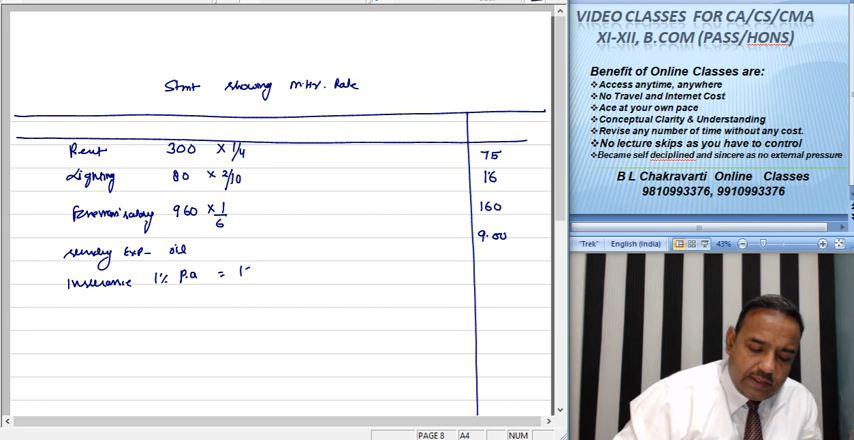 Stmt showing M.Hr. Rate
Rent 300 × 1/4 75
Lighting 80 × 2/10 16
Foreman's salary 960 × 1/6 160
9.00
sundry Exp- oil
Insurance 1% P.a =
VIDEO CLASSES FOR CA/CS/CMA
XI-XII, B.COM (PASS/HONS)
Benefit of Online Classes are:
❖Access anytime, anywhere
❖No Travel and Internet Cost
❖Ace at your own pace
❖Conceptual Clarity & Understanding
❖Revise any number of time without any cost.
❖No lecture skips as you have to control
❖Became self deciplined and sincere as no external pressure
B L Chakravarti Online Classes
9810993376, 9910993376
"Trek" English (India) 43%
PAGE 8 A4 NUM